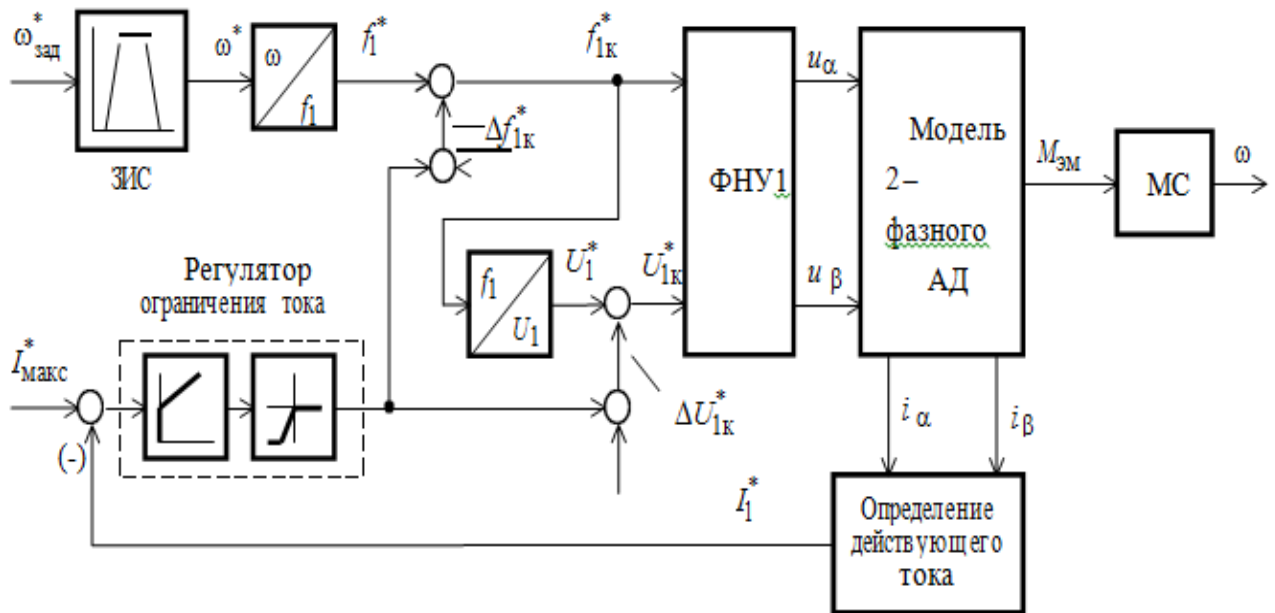 ω*зад
ЗИС
ω*
ω
f1
f1*
f*1к
Δf*1к
ФНУ1
uα
uβ
Модель
2–
фазного
АД
Mэм
МС
ω
f1
U1
U1*
U*1к
ΔU*1к
Регулятор
ограничения тока
I*макс
(-)
iα
iβ
I1*
Определение
действующего
тока